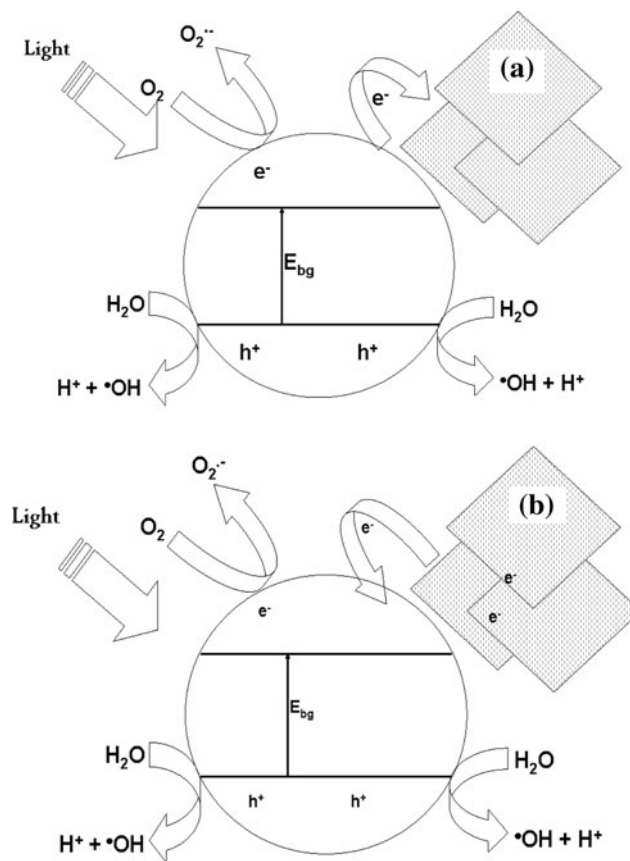 O₂·-
(a)
Light
O₂
e-
e-
Ebg
H₂O
H₂O
h+
h+
H+ + •OH
•OH + H+
O₂·-
(b)
Light
O₂
e-
e-
e-
e-
Ebg
H₂O
H₂O
h+
h+
H+ + •OH
•OH + H+